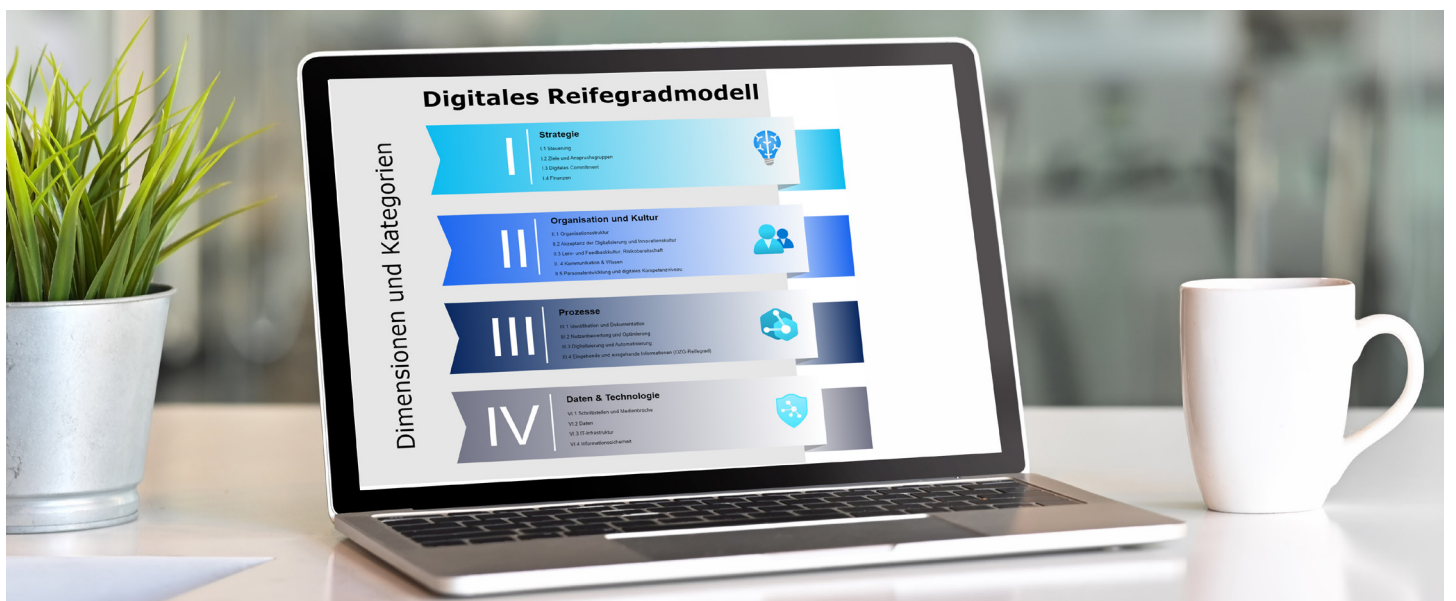 Digitales Reifegradmodell
Dimensionen und Kategorien
I
Strategie
I.1 Steuerung
I.2 Ziele und Anspruchsgruppen
I.3 Digitales Commitment
I.4 Finanzen
II
Organisation und Kultur
II.1 Organisationsstruktur
II.2 Akzeptanz der Digitalisierung und Innovationskultur
II.3 Lern- und Feedbackkultur, Risikobereitschaft
II.4 Kommunikation & Wissen
II.5 Personalentwicklung und digitales Kompetenzniveau
III
Prozesse
III.1 Identifikation und Dokumentation
III.2 Nutzenbewertung und Optimierung
III.3 Digitalisierung und Automatisierung
III.4 Eingehende und ausgehende Informationen (OZG-Reifegrad)
IV
Daten & Technologie
VI.1 Schnittstellen und Medienbrüche
VI.2 Daten
VI.3 IT-Infrastruktur
VI.4 Informationssicherheit